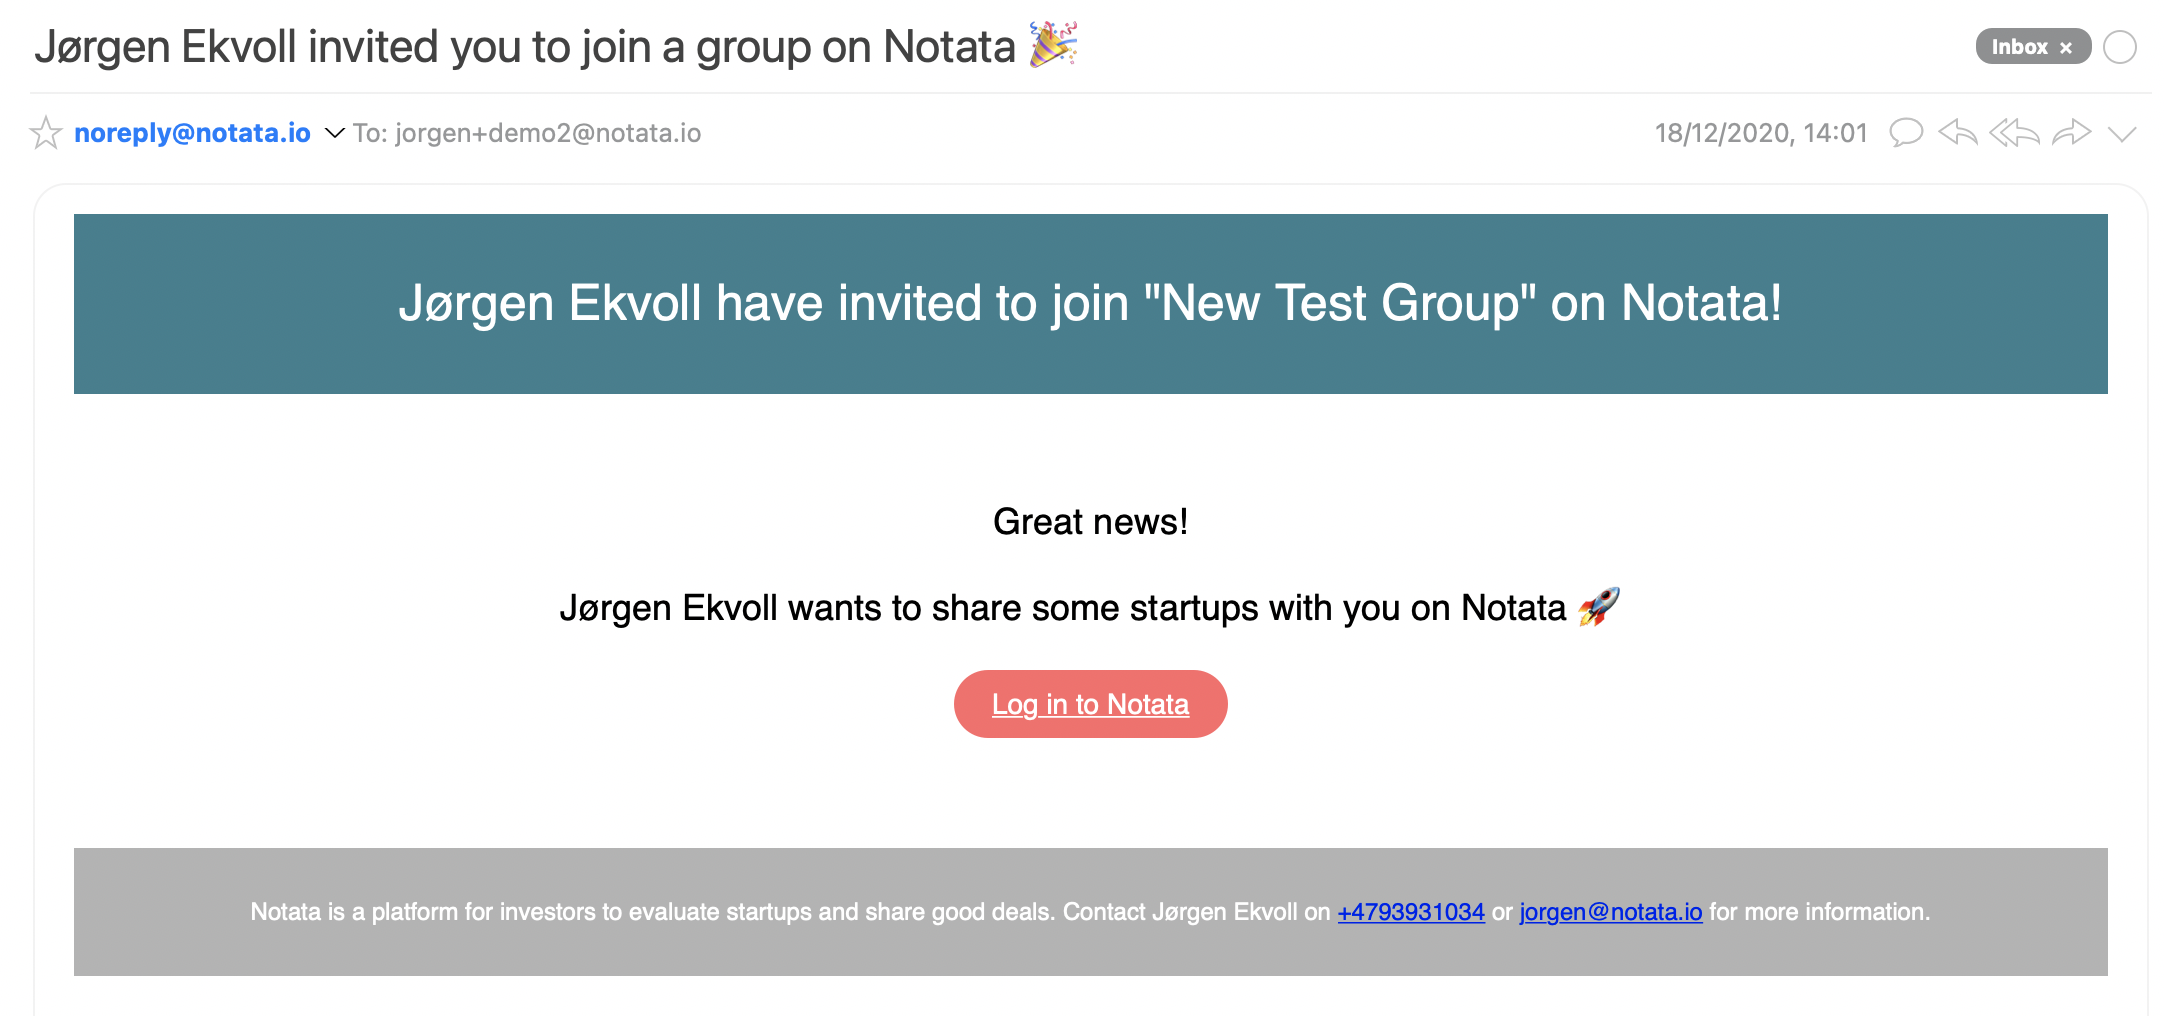 Jørgen Ekvoll invited you to join a group on Notata 🎉
Inbox ×
noreply@notata.io To: jorgen+demo2@notata.io
18/12/2020, 14:01
Jørgen Ekvoll have invited to join "New Test Group" on Notata!
Great news!
Jørgen Ekvoll wants to share some startups with you on Notata 🚀
Log in to Notata
Notata is a platform for investors to evaluate startups and share good deals. Contact Jørgen Ekvoll on +4793931034 or jorgen@notata.io for more information.